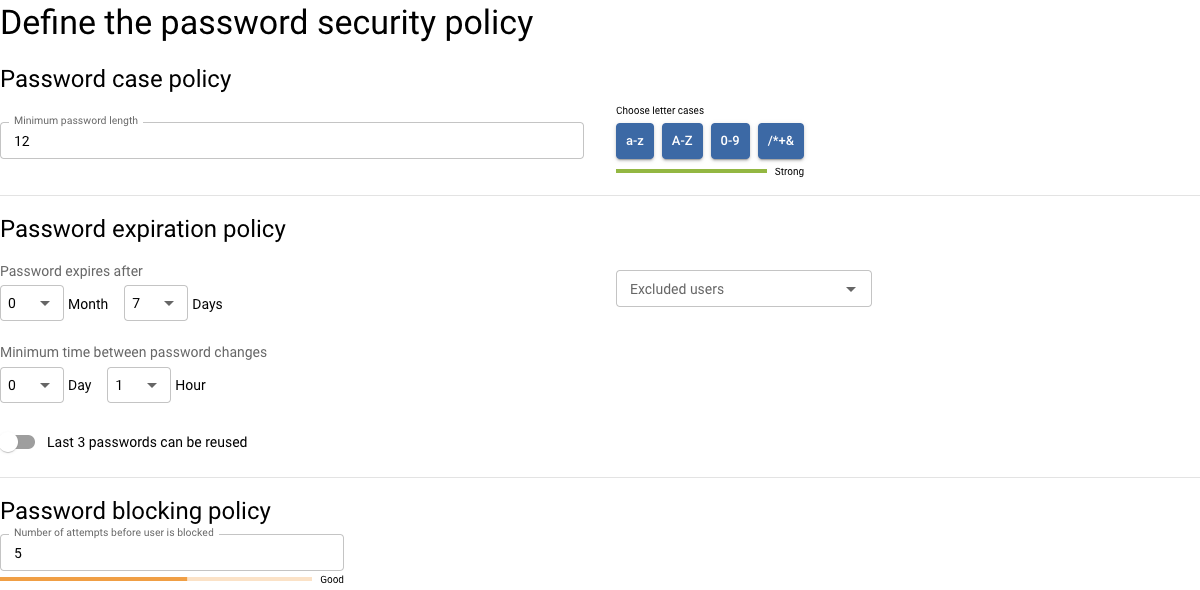 Define the password security policy
Password case policy
Minimum password length
12
Choose letter cases
a-z A-Z 0-9 /*+&
Strong
Password expiration policy
Password expires after
0 Month 7 Days
Excluded users
Minimum time between password changes
0 Day 1 Hour
Last 3 passwords can be reused
Password blocking policy
Number of attempts before user is blocked
5
Good